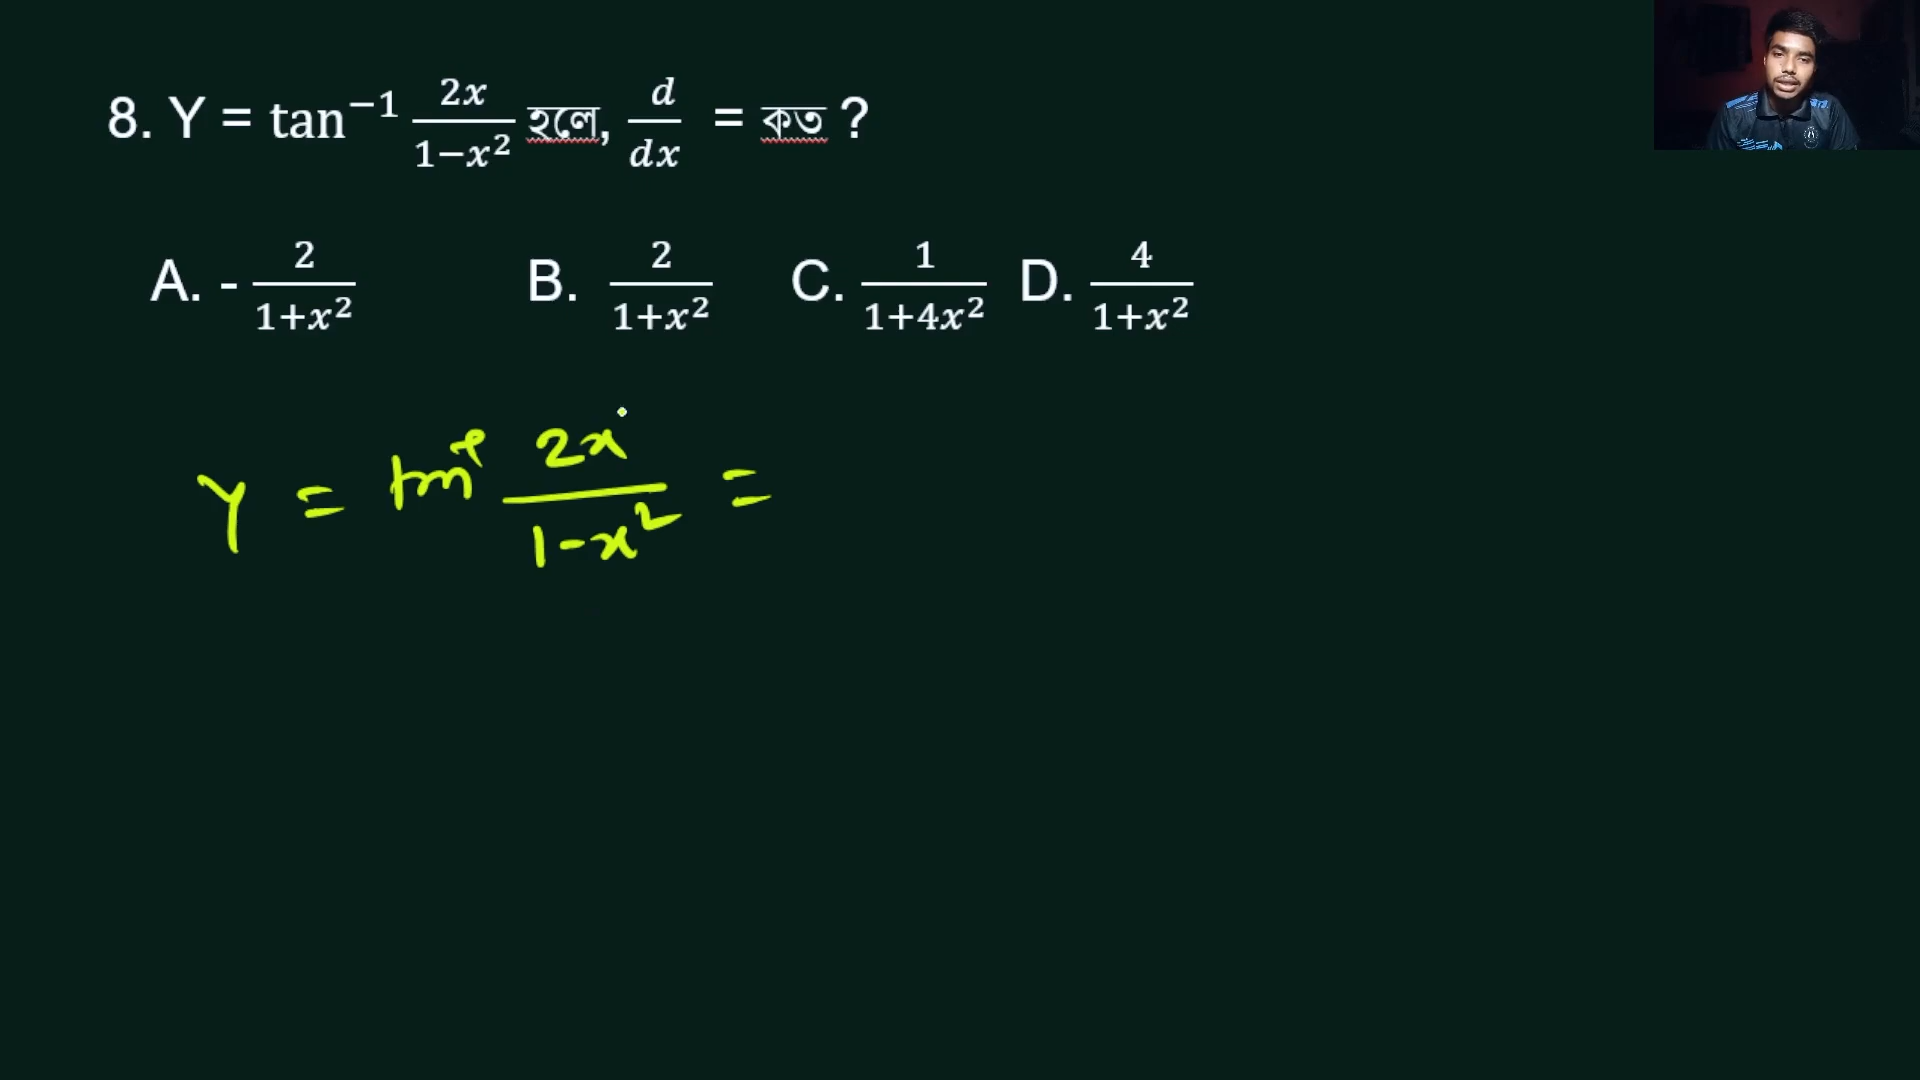 8. Y = tan⁻¹ 2x/1−x² হলে, d/dx = কত ?
A. - 2/1+x² B. 2/1+x² C. 1/1+4x² D. 4/1+x²
Y = tan⁻¹ 2x/1-x² =